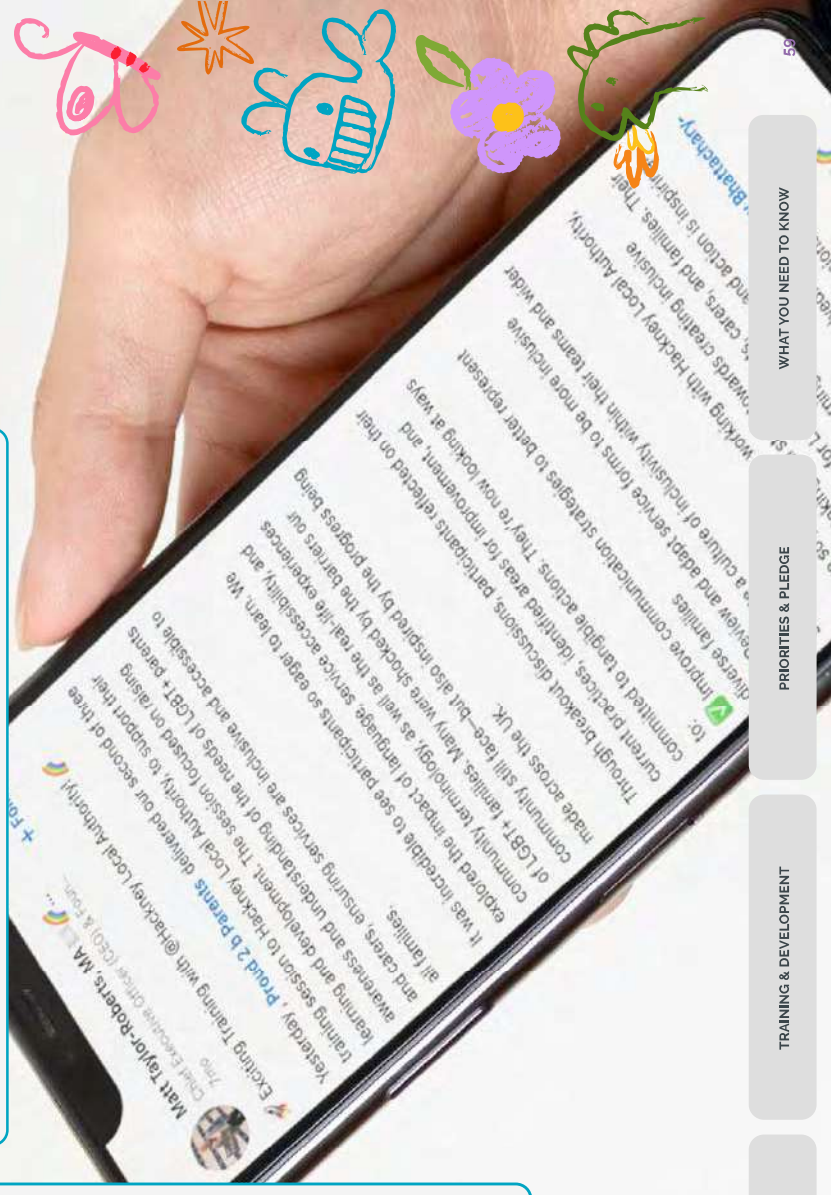 59
WHAT YOU NEED TO KNOW
PRIORITIES & PLEDGE
TRAINING & DEVELOPMENT
Matt Taylor-Roberts, MA
Chief Executive Officer (CEO) & Foun...
7mo
🚀 Exciting Training with @Hackney Local Authority! 🌈
Yesterday , Proud 2 b Parents delivered our second of three
training session to Hackney Local Authority, to support their
learning and development. The session focused on raising
awareness and understanding of the needs of LGBT+ parents
and carers, ensuring services are inclusive and accessible to
all families.
It was incredible to see participants so eager to learn. We
explored the impact of language, service accessibility, and
community terminology, as well as the real-life experiences
of LGBT+ families. Many were shocked by the barriers our
community still face—but also inspired by the progress being
made across the UK.
Through breakout discussions, participants reflected on their
current practices, identified areas for improvement, and
committed to tangible actions. They're now looking at ways
to:
✅ Improve communication strategies to better represent
diverse families
Review and adapt service forms to be more inclusive
a culture of inclusivity within their teams and wider
working with Hackney Local Authority,
towards creating inclusive
carers, and families. Their
and action is
Bhattachary-